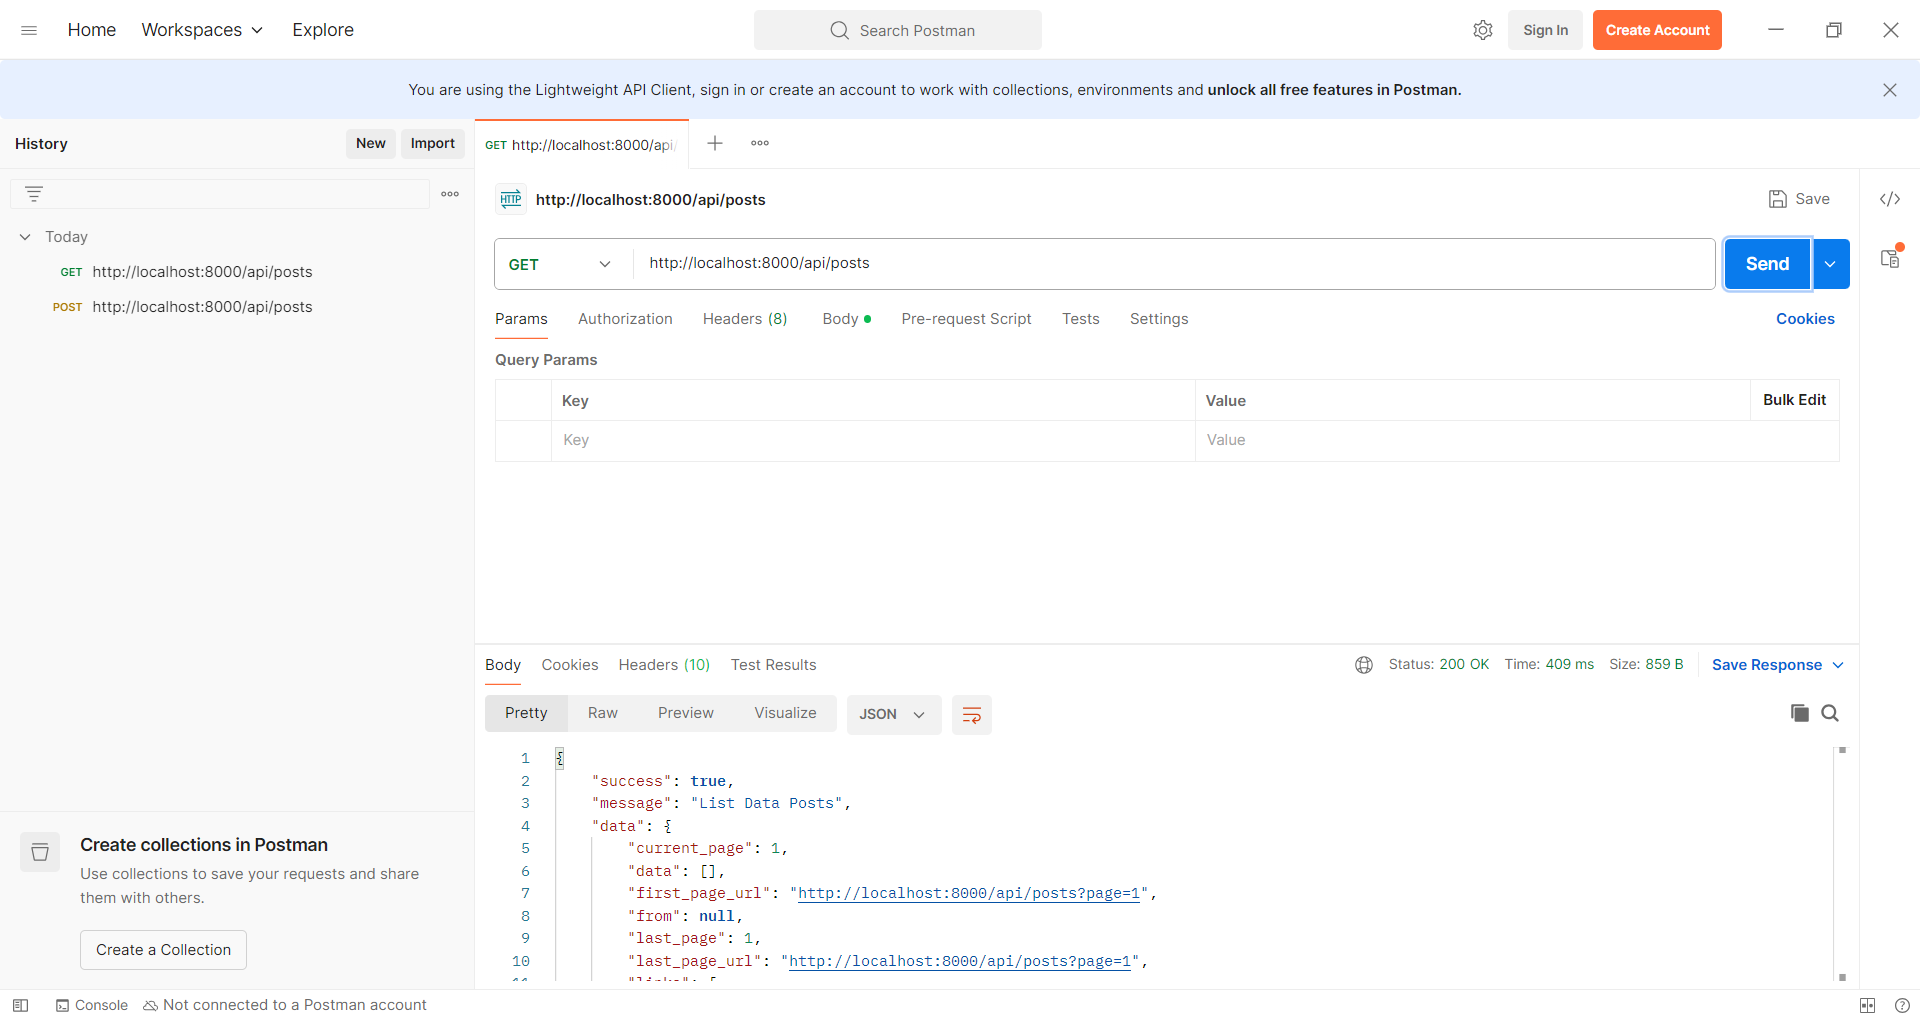 Home Workspaces Explore Search Postman Sign In Create Account
You are using the Lightweight API Client, sign in or create an account to work with collections, environments and unlock all free features in Postman.
History New Import
Today
GET http://localhost:8000/api/posts
POST http://localhost:8000/api/posts
Create collections in Postman
Use collections to save your requests and share
them with others.
Create a Collection
GET http://localhost:8000/api/
HTTP http://localhost:8000/api/posts Save
GET http://localhost:8000/api/posts Send
Params Authorization Headers (8) Body Pre-request Script Tests Settings Cookies
Query Params
Key Value Bulk Edit
Key Value
Body Cookies Headers (10) Test Results Status: 200 OK Time: 409 ms Size: 859 B Save Response
Pretty Raw Preview Visualize JSON
1 {
2 "success": true,
3 "message": "List Data Posts",
4 "data": {
5 "current_page": 1,
6 "data": [],
7 "first_page_url": "http://localhost:8000/api/posts?page=1",
8 "from": null,
9 "last_page": 1,
10 "last_page_url": "http://localhost:8000/api/posts?page=1",
Console Not connected to a Postman account